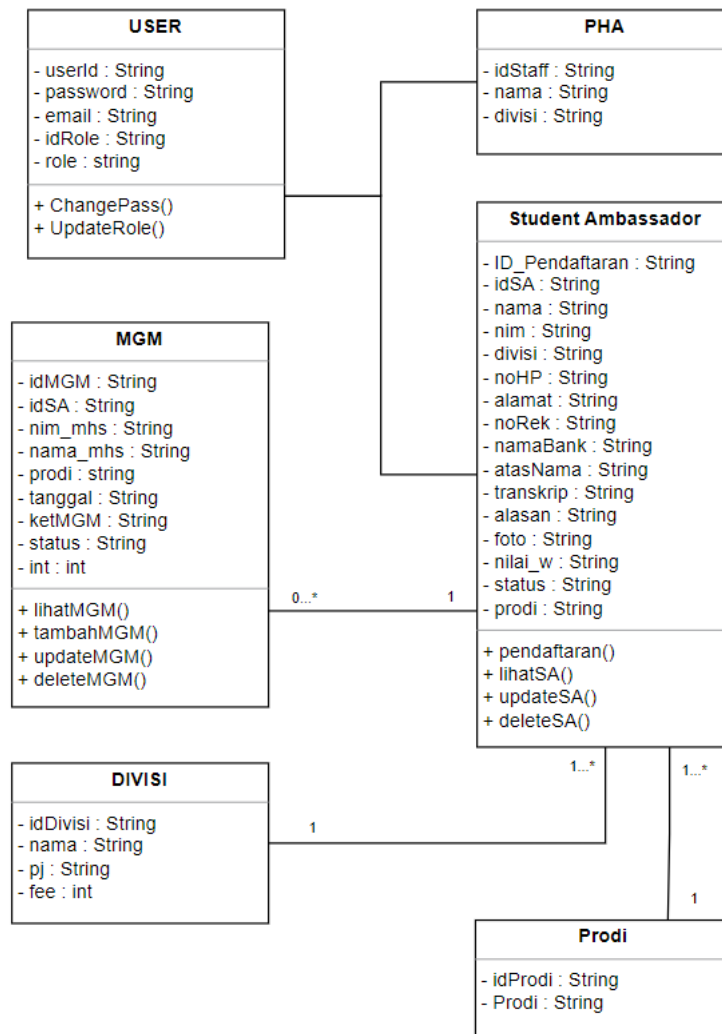 USER
- userId : String
- password : String
- email : String
- idRole : String
- role : string
+ ChangePass()
+ UpdateRole()
PHA
- idStaff : String
- nama : String
- divisi : String
Student Ambassador
- ID_Pendaftaran : String
- idSA : String
- nama : String
- nim : String
- divisi : String
- noHP : String
- alamat : String
- noRek : String
- namaBank : String
- atasNama : String
- transkrip : String
- alasan : String
- foto : String
- nilai_w : String
- status : String
- prodi : String
+ pendaftaran()
+ lihatSA()
+ updateSA()
+ deleteSA()
MGM
- idMGM : String
- idSA : String
- nim_mhs : String
- nama_mhs : String
- prodi : string
- tanggal : String
- ketMGM : String
- status : String
- int : int
+ lihatMGM()
+ tambahMGM()
+ updateMGM()
+ deleteMGM()
0...*
1
DIVISI
- idDivisi : String
- nama : String
- pj : String
- fee : int
1
1...*
1...*
1
Prodi
- idProdi : String
- Prodi : String